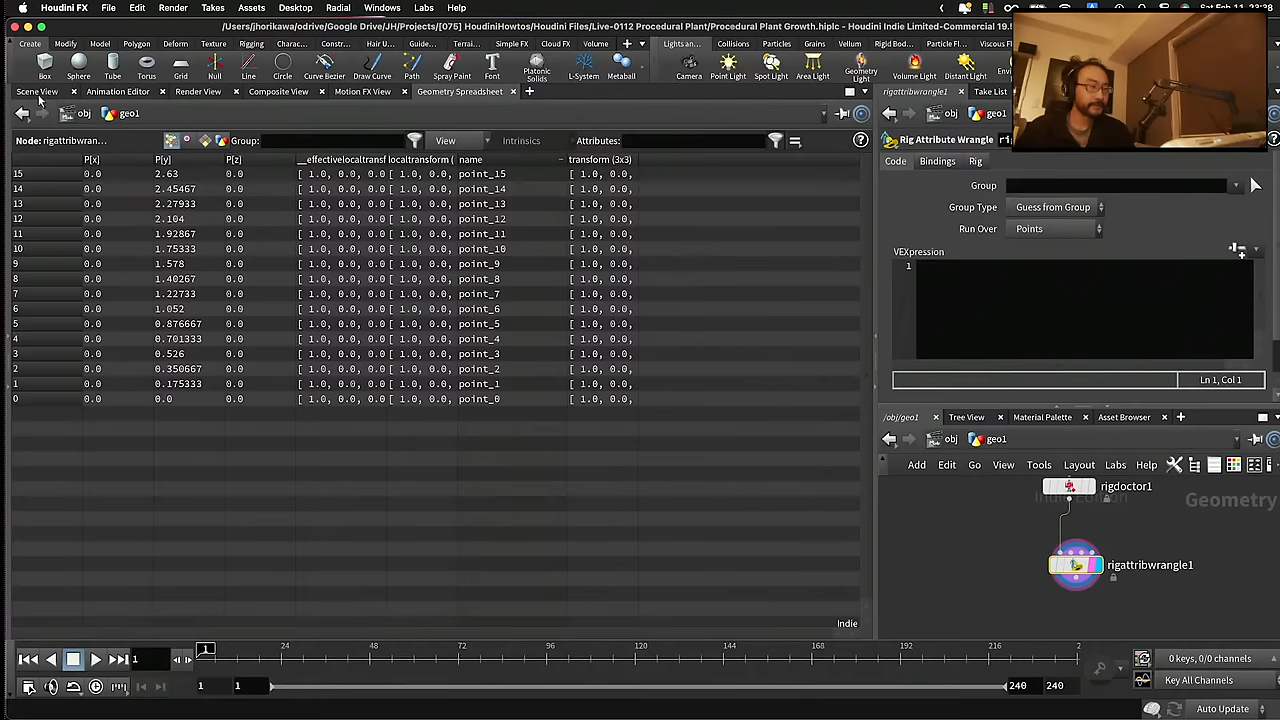 Houdini FX File Edit Render Takes Assets Desktop Radial Windows Labs Help Sat Feb 11 23:38
/Users/jhorikawa/odrive/Google Drive/JH/Projects/[075] HoudiniHowtos/Houdini Files/Live-0112 Procedural Plant/Procedural Plant Growth.hiplc - Houdini Indie Limited-Commercial 19.5
Create Modify Model Polygon Deform Texture Rigging Charac... Constr... Hair U... Guide... Terrai... Simple FX Cloud FX Volume Lights an... Collisions Particles Grains Vellum Rigid Bod... Particle Fl... Viscous F
Box Sphere Tube Torus Grid Null Line Circle Curve Bezier Draw Curve Path Spray Paint Font Platonic Solids L-System Metaball Camera Point Light Spot Light Area Light Geometry Light Volume Light Distant Light
Scene View Animation Editor Render View Composite View Motion FX View Geometry Spreadsheet
obj geo1
Node: rigattribwran... Group: View Intrinsics Attributes:
P[x] P[y] P[z] __effectivelocaltransf localtransform ( name transform (3x3)
15 0.0 2.63 0.0 [ 1.0, 0.0, 0.0 [ 1.0, 0.0, point_15 [ 1.0, 0.0,
14 0.0 2.45467 0.0 [ 1.0, 0.0, 0.0 [ 1.0, 0.0, point_14 [ 1.0, 0.0,
13 0.0 2.27933 0.0 [ 1.0, 0.0, 0.0 [ 1.0, 0.0, point_13 [ 1.0, 0.0,
12 0.0 2.104 0.0 [ 1.0, 0.0, 0.0 [ 1.0, 0.0, point_12 [ 1.0, 0.0,
11 0.0 1.92867 0.0 [ 1.0, 0.0, 0.0 [ 1.0, 0.0, point_11 [ 1.0, 0.0,
10 0.0 1.75333 0.0 [ 1.0, 0.0, 0.0 [ 1.0, 0.0, point_10 [ 1.0, 0.0,
9 0.0 1.578 0.0 [ 1.0, 0.0, 0.0 [ 1.0, 0.0, point_9 [ 1.0, 0.0,
8 0.0 1.40267 0.0 [ 1.0, 0.0, 0.0 [ 1.0, 0.0, point_8 [ 1.0, 0.0,
7 0.0 1.22733 0.0 [ 1.0, 0.0, 0.0 [ 1.0, 0.0, point_7 [ 1.0, 0.0,
6 0.0 1.052 0.0 [ 1.0, 0.0, 0.0 [ 1.0, 0.0, point_6 [ 1.0, 0.0,
5 0.0 0.876667 0.0 [ 1.0, 0.0, 0.0 [ 1.0, 0.0, point_5 [ 1.0, 0.0,
4 0.0 0.701333 0.0 [ 1.0, 0.0, 0.0 [ 1.0, 0.0, point_4 [ 1.0, 0.0,
3 0.0 0.526 0.0 [ 1.0, 0.0, 0.0 [ 1.0, 0.0, point_3 [ 1.0, 0.0,
2 0.0 0.350667 0.0 [ 1.0, 0.0, 0.0 [ 1.0, 0.0, point_2 [ 1.0, 0.0,
1 0.0 0.175333 0.0 [ 1.0, 0.0, 0.0 [ 1.0, 0.0, point_1 [ 1.0, 0.0,
0 0.0 0.0 0.0 [ 1.0, 0.0, 0.0 [ 1.0, 0.0, point_0 [ 1.0, 0.0,
Indie
rigattribwrangle1 Take List
obj geo1
Rig Attribute Wrangle
Code Bindings Rig
Group
Group Type Guess from Group
Run Over Points
VEXpression
1
Ln 1, Col 1
/obj/geo1 Tree View Material Palette Asset Browser
obj geo1
Add Edit Go View Tools Layout Labs Help
rigdoctor1
Indie Edition Geometry
rigattribwrangle1
1 1 24 48 72 96 120 144 168 192 216 2
0 keys, 0/0 channels
1 1 240 240 Key All Channels
Auto Update